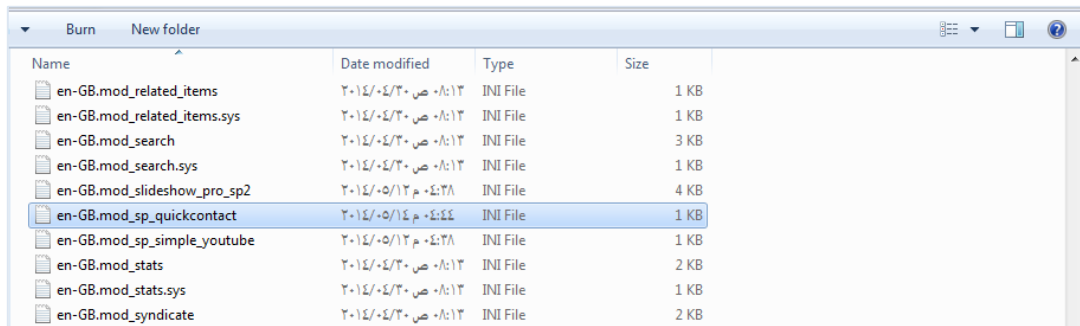 Burn New folder
Name Date modified Type Size
en-GB.mod_related_items ٢٠١٤/٠٤/٣٠ ص ٠٨:١٣ INI File 1 KB
en-GB.mod_related_items.sys ٢٠١٤/٠٤/٣٠ ص ٠٨:١٣ INI File 1 KB
en-GB.mod_search ٢٠١٤/٠٤/٣٠ ص ٠٨:١٣ INI File 3 KB
en-GB.mod_search.sys ٢٠١٤/٠٤/٣٠ ص ٠٨:١٣ INI File 1 KB
en-GB.mod_slideshow_pro_sp2 ٢٠١٤/٠٥/١٢ م ٠٤:٣٨ INI File 4 KB
en-GB.mod_sp_quickcontact ٢٠١٤/٠٥/١٤ م ٠٤:٤٤ INI File 1 KB
en-GB.mod_sp_simple_youtube ٢٠١٤/٠٥/١٢ م ٠٤:٣٨ INI File 1 KB
en-GB.mod_stats ٢٠١٤/٠٤/٣٠ ص ٠٨:١٣ INI File 2 KB
en-GB.mod_stats.sys ٢٠١٤/٠٤/٣٠ ص ٠٨:١٣ INI File 1 KB
en-GB.mod_syndicate ٢٠١٤/٠٤/٣٠ ص ٠٨:١٣ INI File 2 KB